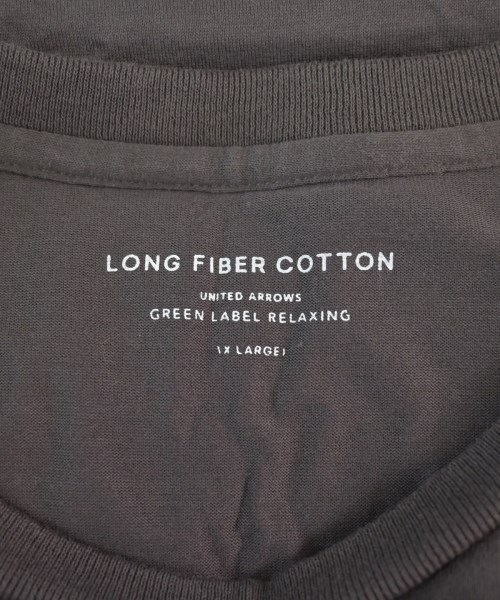 LONG FIBER COTTON
UNITED ARROWS
GREEN LABEL RELAXING
(X LARGE)